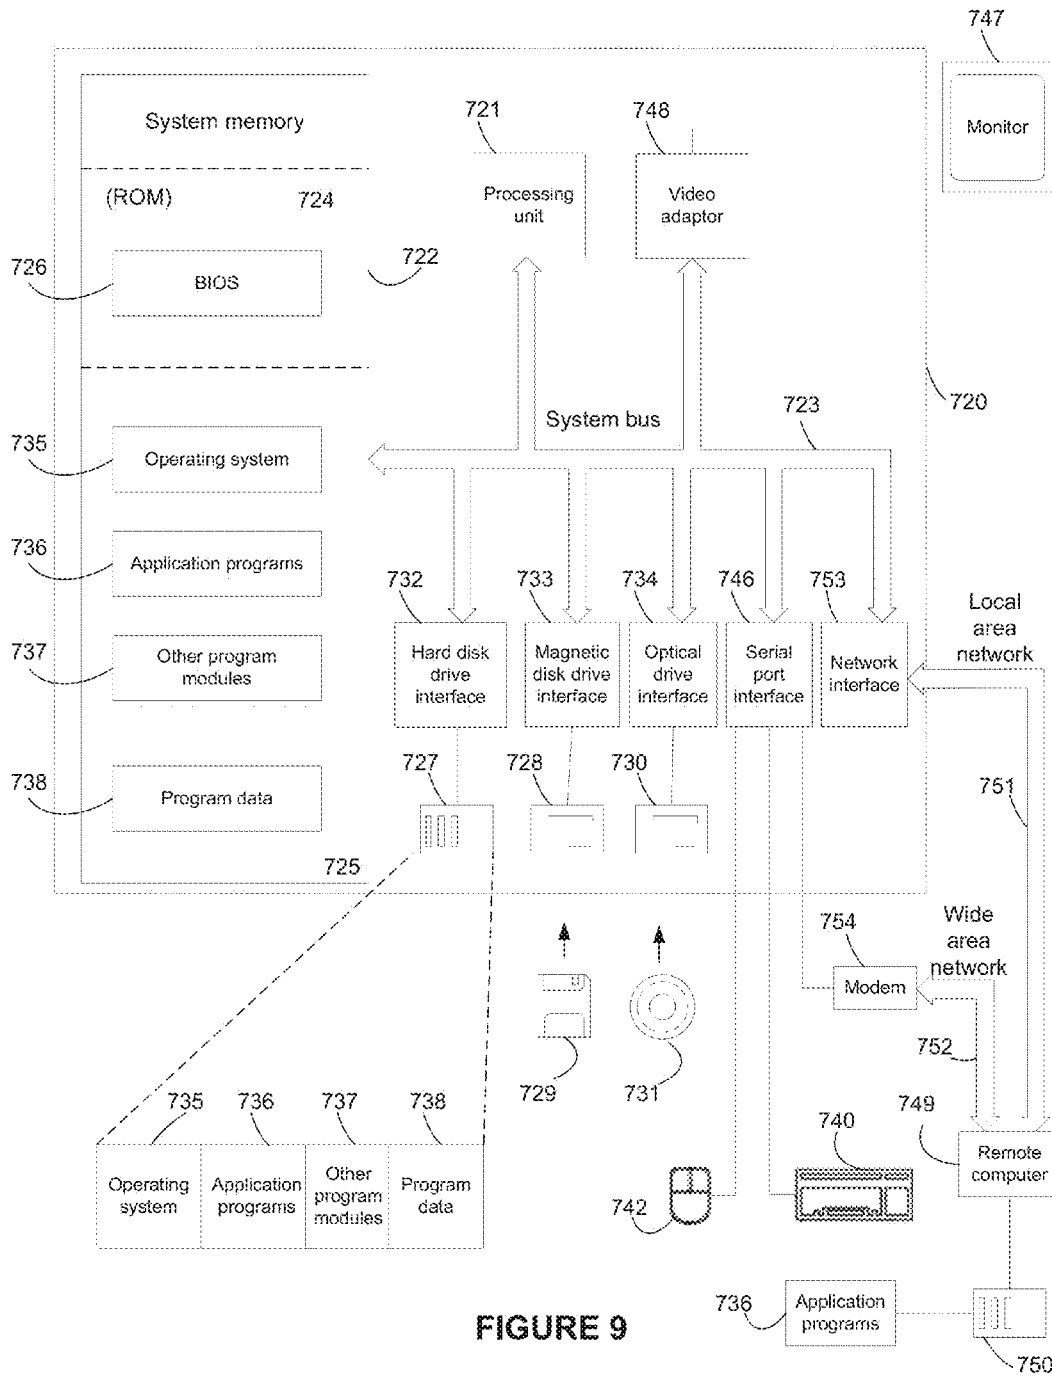 747
Monitor
System memory
721
748
(ROM)
724
Processing
unit
Video
adaptor
726
722
BIOS
720
723
System bus
735
Operating system
736
Application programs
732
733
734
746
753
Local
area
network
737
Other program
modules
Hard disk
drive
interface
Magnetic
disk drive
interface
Optical
drive
interface
Serial
port
interface
Network
interface
738
Program data
727
728
730
751
725
754
Wide
area
network
Modem
752
729
731
735
736
737
738
749
740
Operating
system
Application
programs
Other
program
modules
Program
data
Remote
computer
742
736
Application
programs
FIGURE 9
750